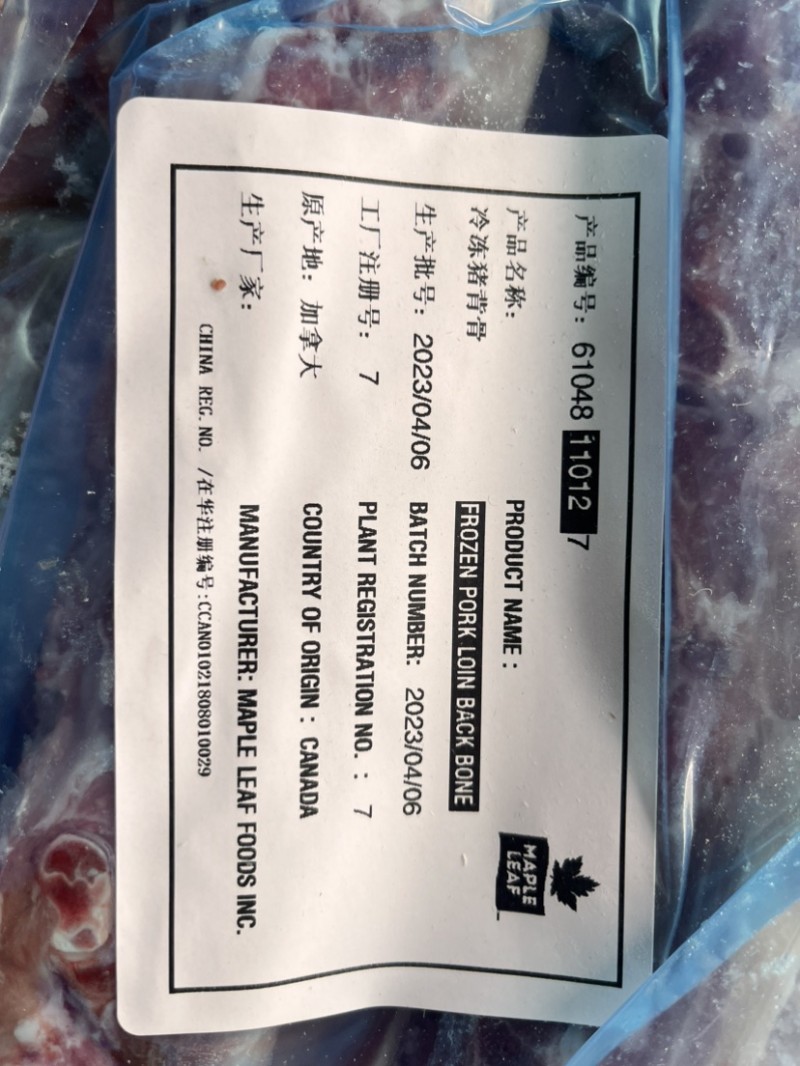 产品编号: 61048 11012 7
MAPLE
LEAF
产品名称: PRODUCT NAME :
冷冻猪背骨 FROZEN PORK LOIN BACK BONE
生产批号: 2023/04/06 BATCH NUMBER: 2023/04/06
工厂注册号: 7 PLANT REGISTRATION NO. : 7
原产地: 加拿大 COUNTRY OF ORIGIN : CANADA
生产厂家: MANUFACTURER: MAPLE LEAF FOODS INC.
CHINA REG.NO. /在华注册编号:CCAN01021808010029